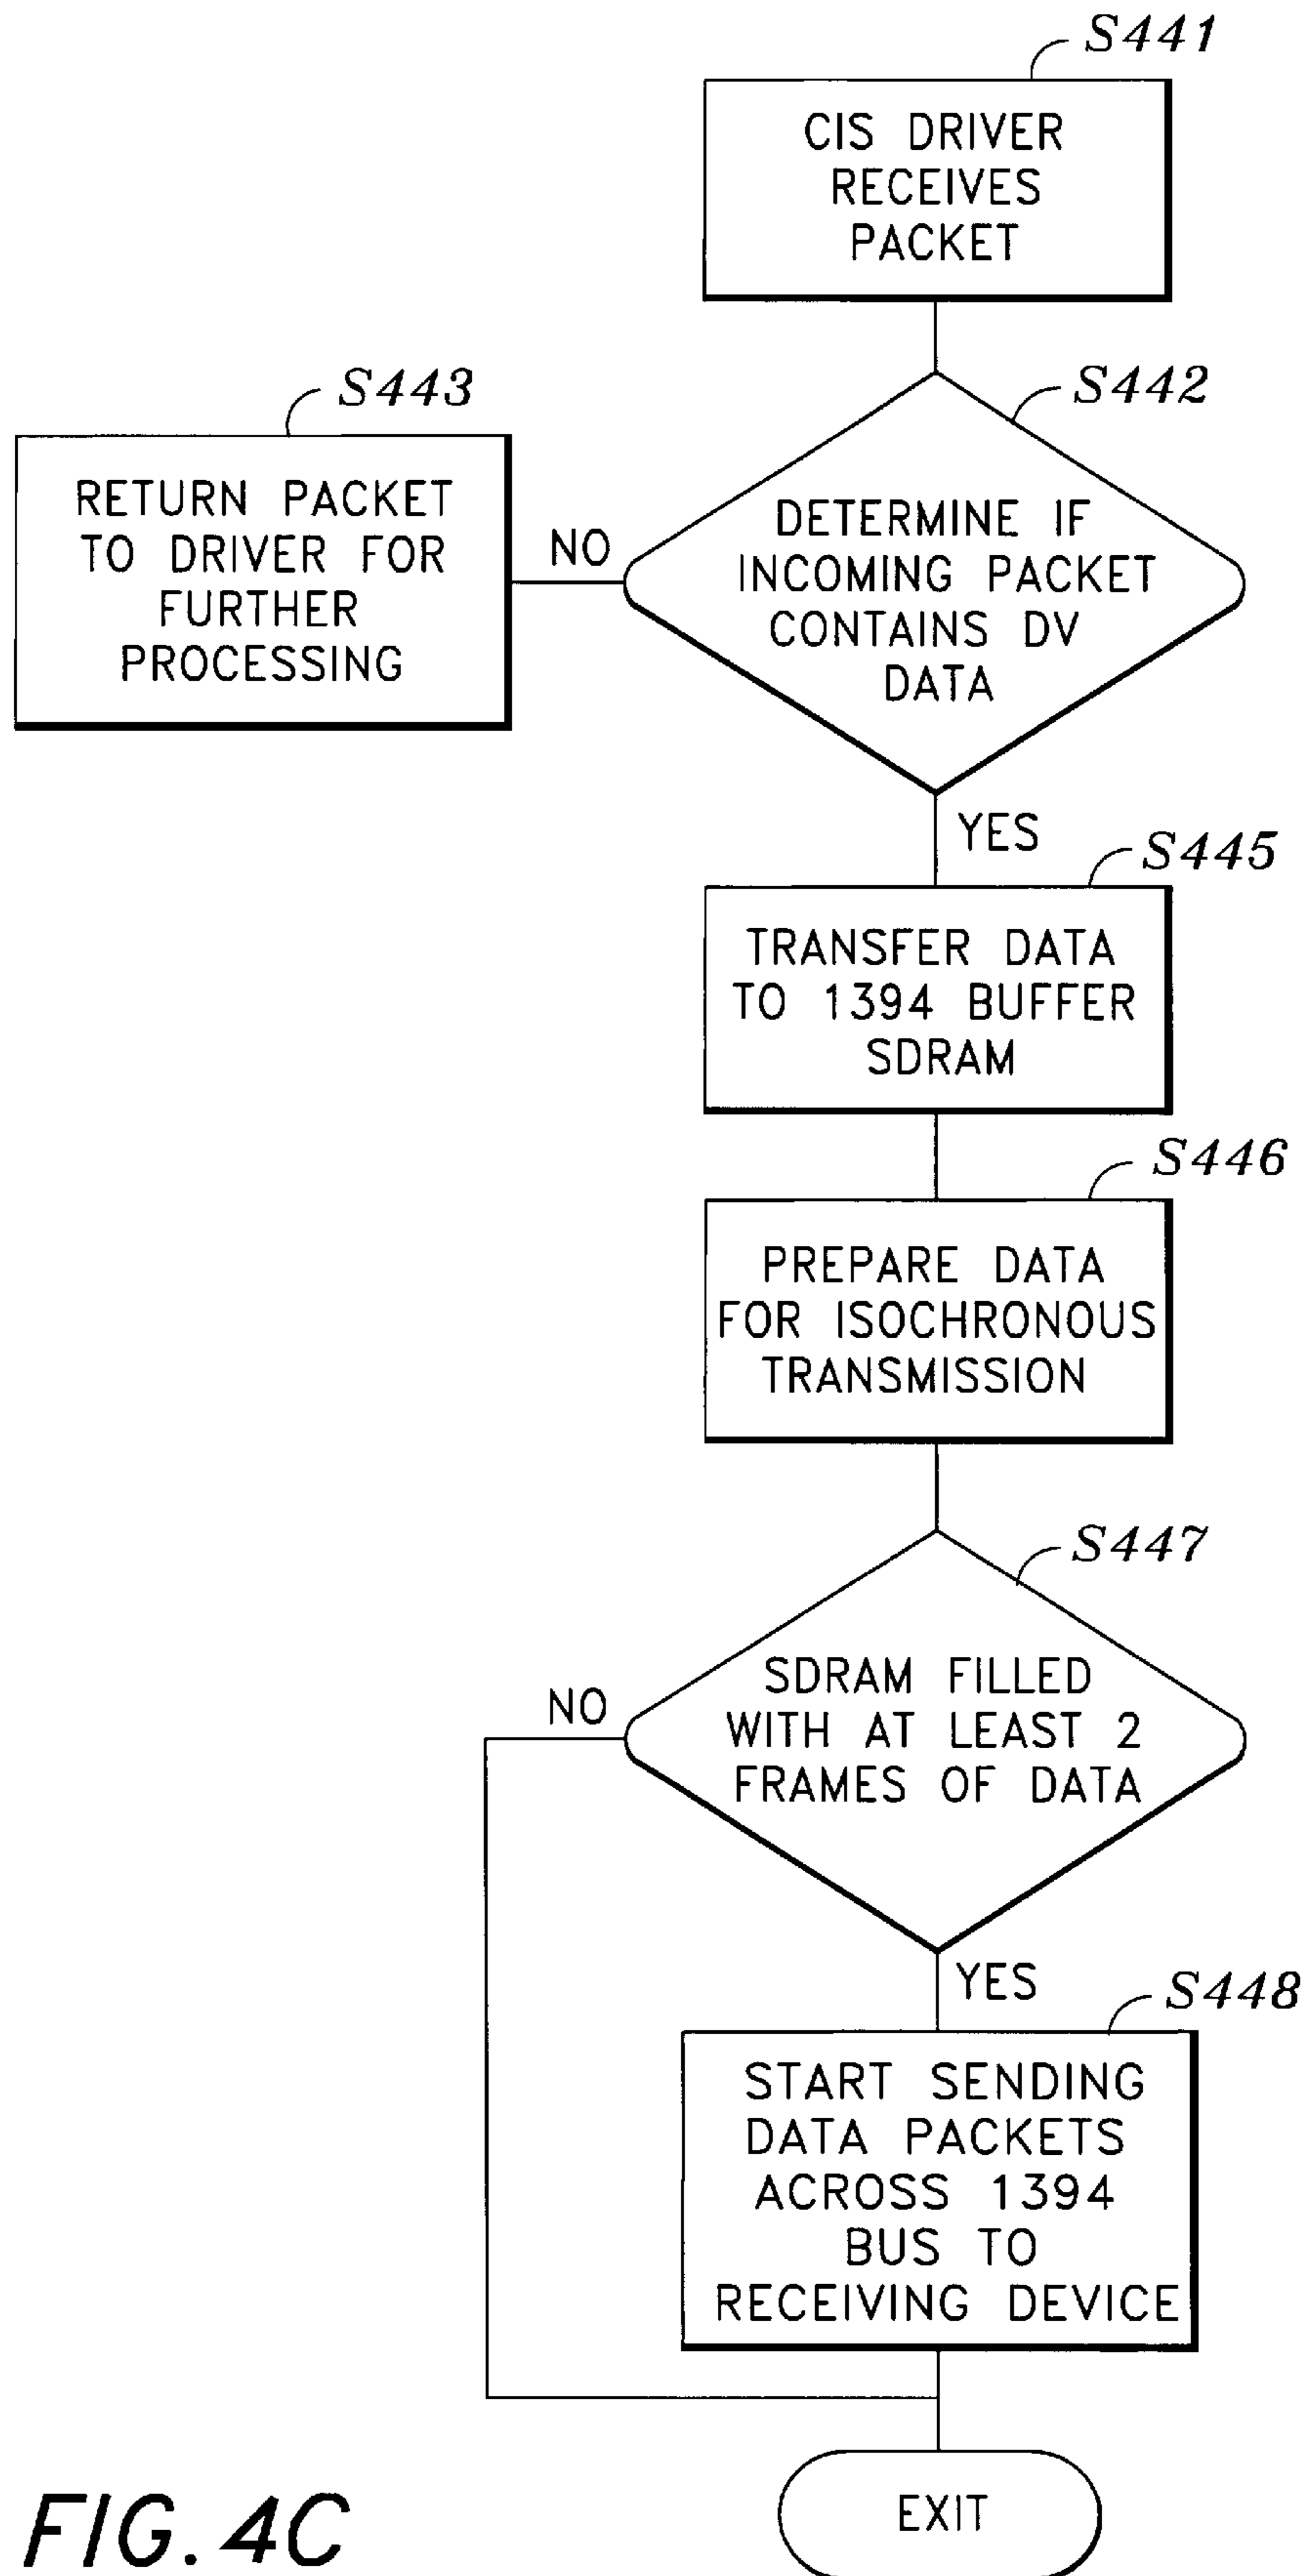 S441
CIS DRIVER
RECEIVES
PACKET
S443
RETURN PACKET
TO DRIVER FOR
FURTHER
PROCESSING
NO
S442
DETERMINE IF
INCOMING PACKET
CONTAINS DV
DATA
YES
S445
TRANSFER DATA
TO 1394 BUFFER
SDRAM
S446
PREPARE DATA
FOR ISOCHRONOUS
TRANSMISSION
S447
SDRAM FILLED
WITH AT LEAST 2
FRAMES OF DATA
NO
YES
S448
START SENDING
DATA PACKETS
ACROSS 1394
BUS TO
RECEIVING DEVICE
EXIT
FIG. 4C